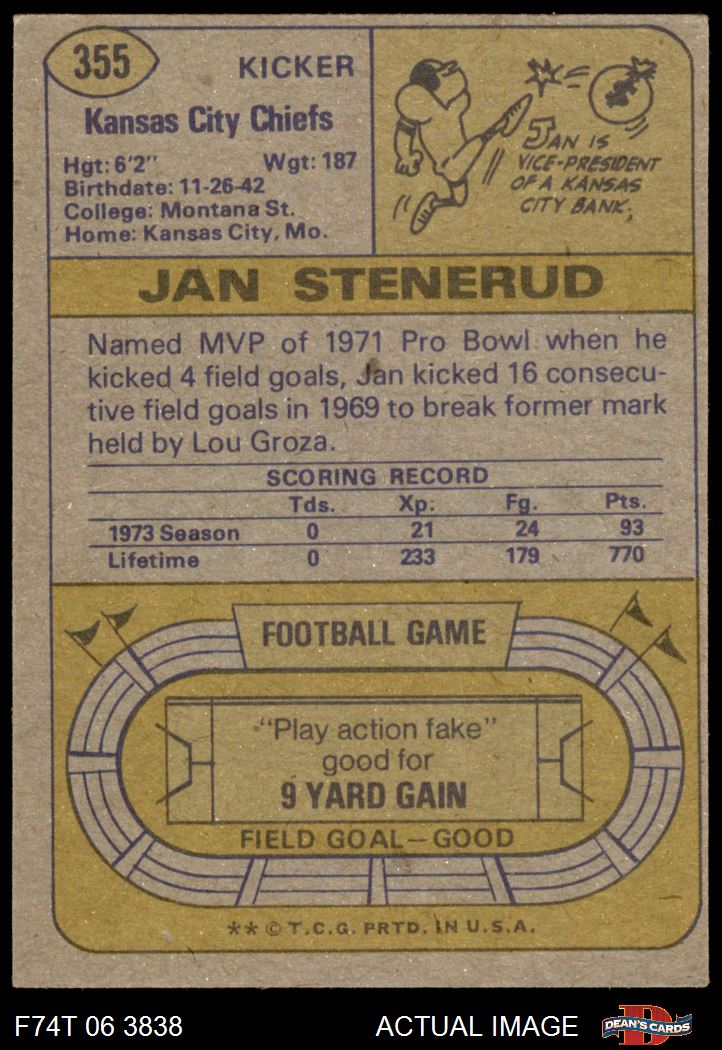 355
KICKER
Kansas City Chiefs
Hgt: 6'2" Wgt: 187
Birthdate: 11-26-42
College: Montana St.
Home: Kansas City, Mo.
JAN IS
VICE-PRESIDENT
OF A KANSAS
CITY BANK.
JAN STENERUD
Named MVP of 1971 Pro Bowl when he
kicked 4 field goals, Jan kicked 16 consecu-
tive field goals in 1969 to break former mark
held by Lou Groza.
SCORING RECORD
Tds. Xp: Fg. Pts.
1973 Season 0 21 24 93
Lifetime 0 233 179 770
FOOTBALL GAME
"Play action fake"
good for
9 YARD GAIN
FIELD GOAL—GOOD
** © T.C.G. PRTD. IN U.S.A.
F74T 06 3838 ACTUAL IMAGE
D
DEAN'S CARDS